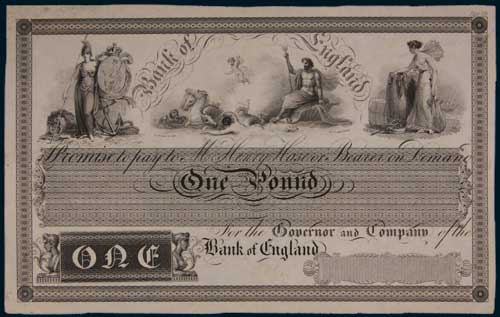 Bank of England
I Promise to pay to Mr. Henry Hase or Bearer on Demand
One Pound
For the Governor and Company of the
ONE
Bank of England